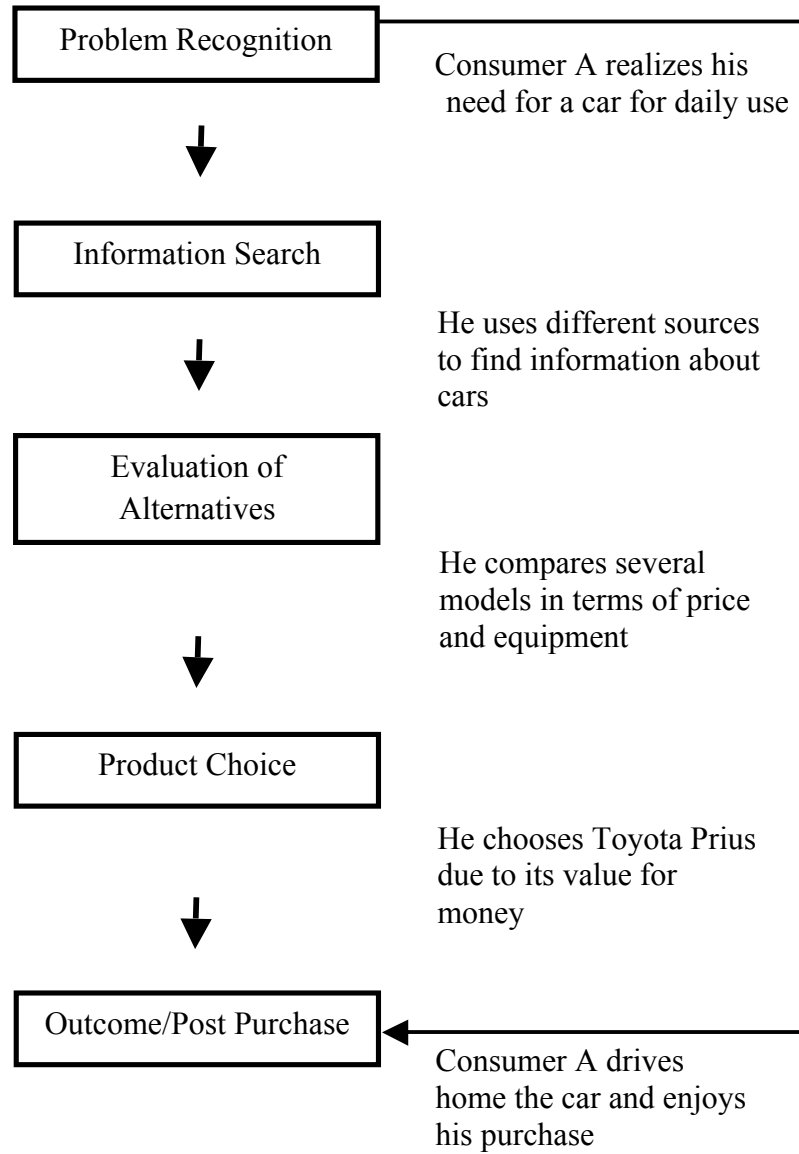 Problem Recognition
Consumer A realizes his
need for a car for daily use
Information Search
He uses different sources
to find information about
cars
Evaluation of
Alternatives
He compares several
models in terms of price
and equipment
Product Choice
He chooses Toyota Prius
due to its value for
money
Outcome/Post Purchase
Consumer A drives
home the car and enjoys
his purchase